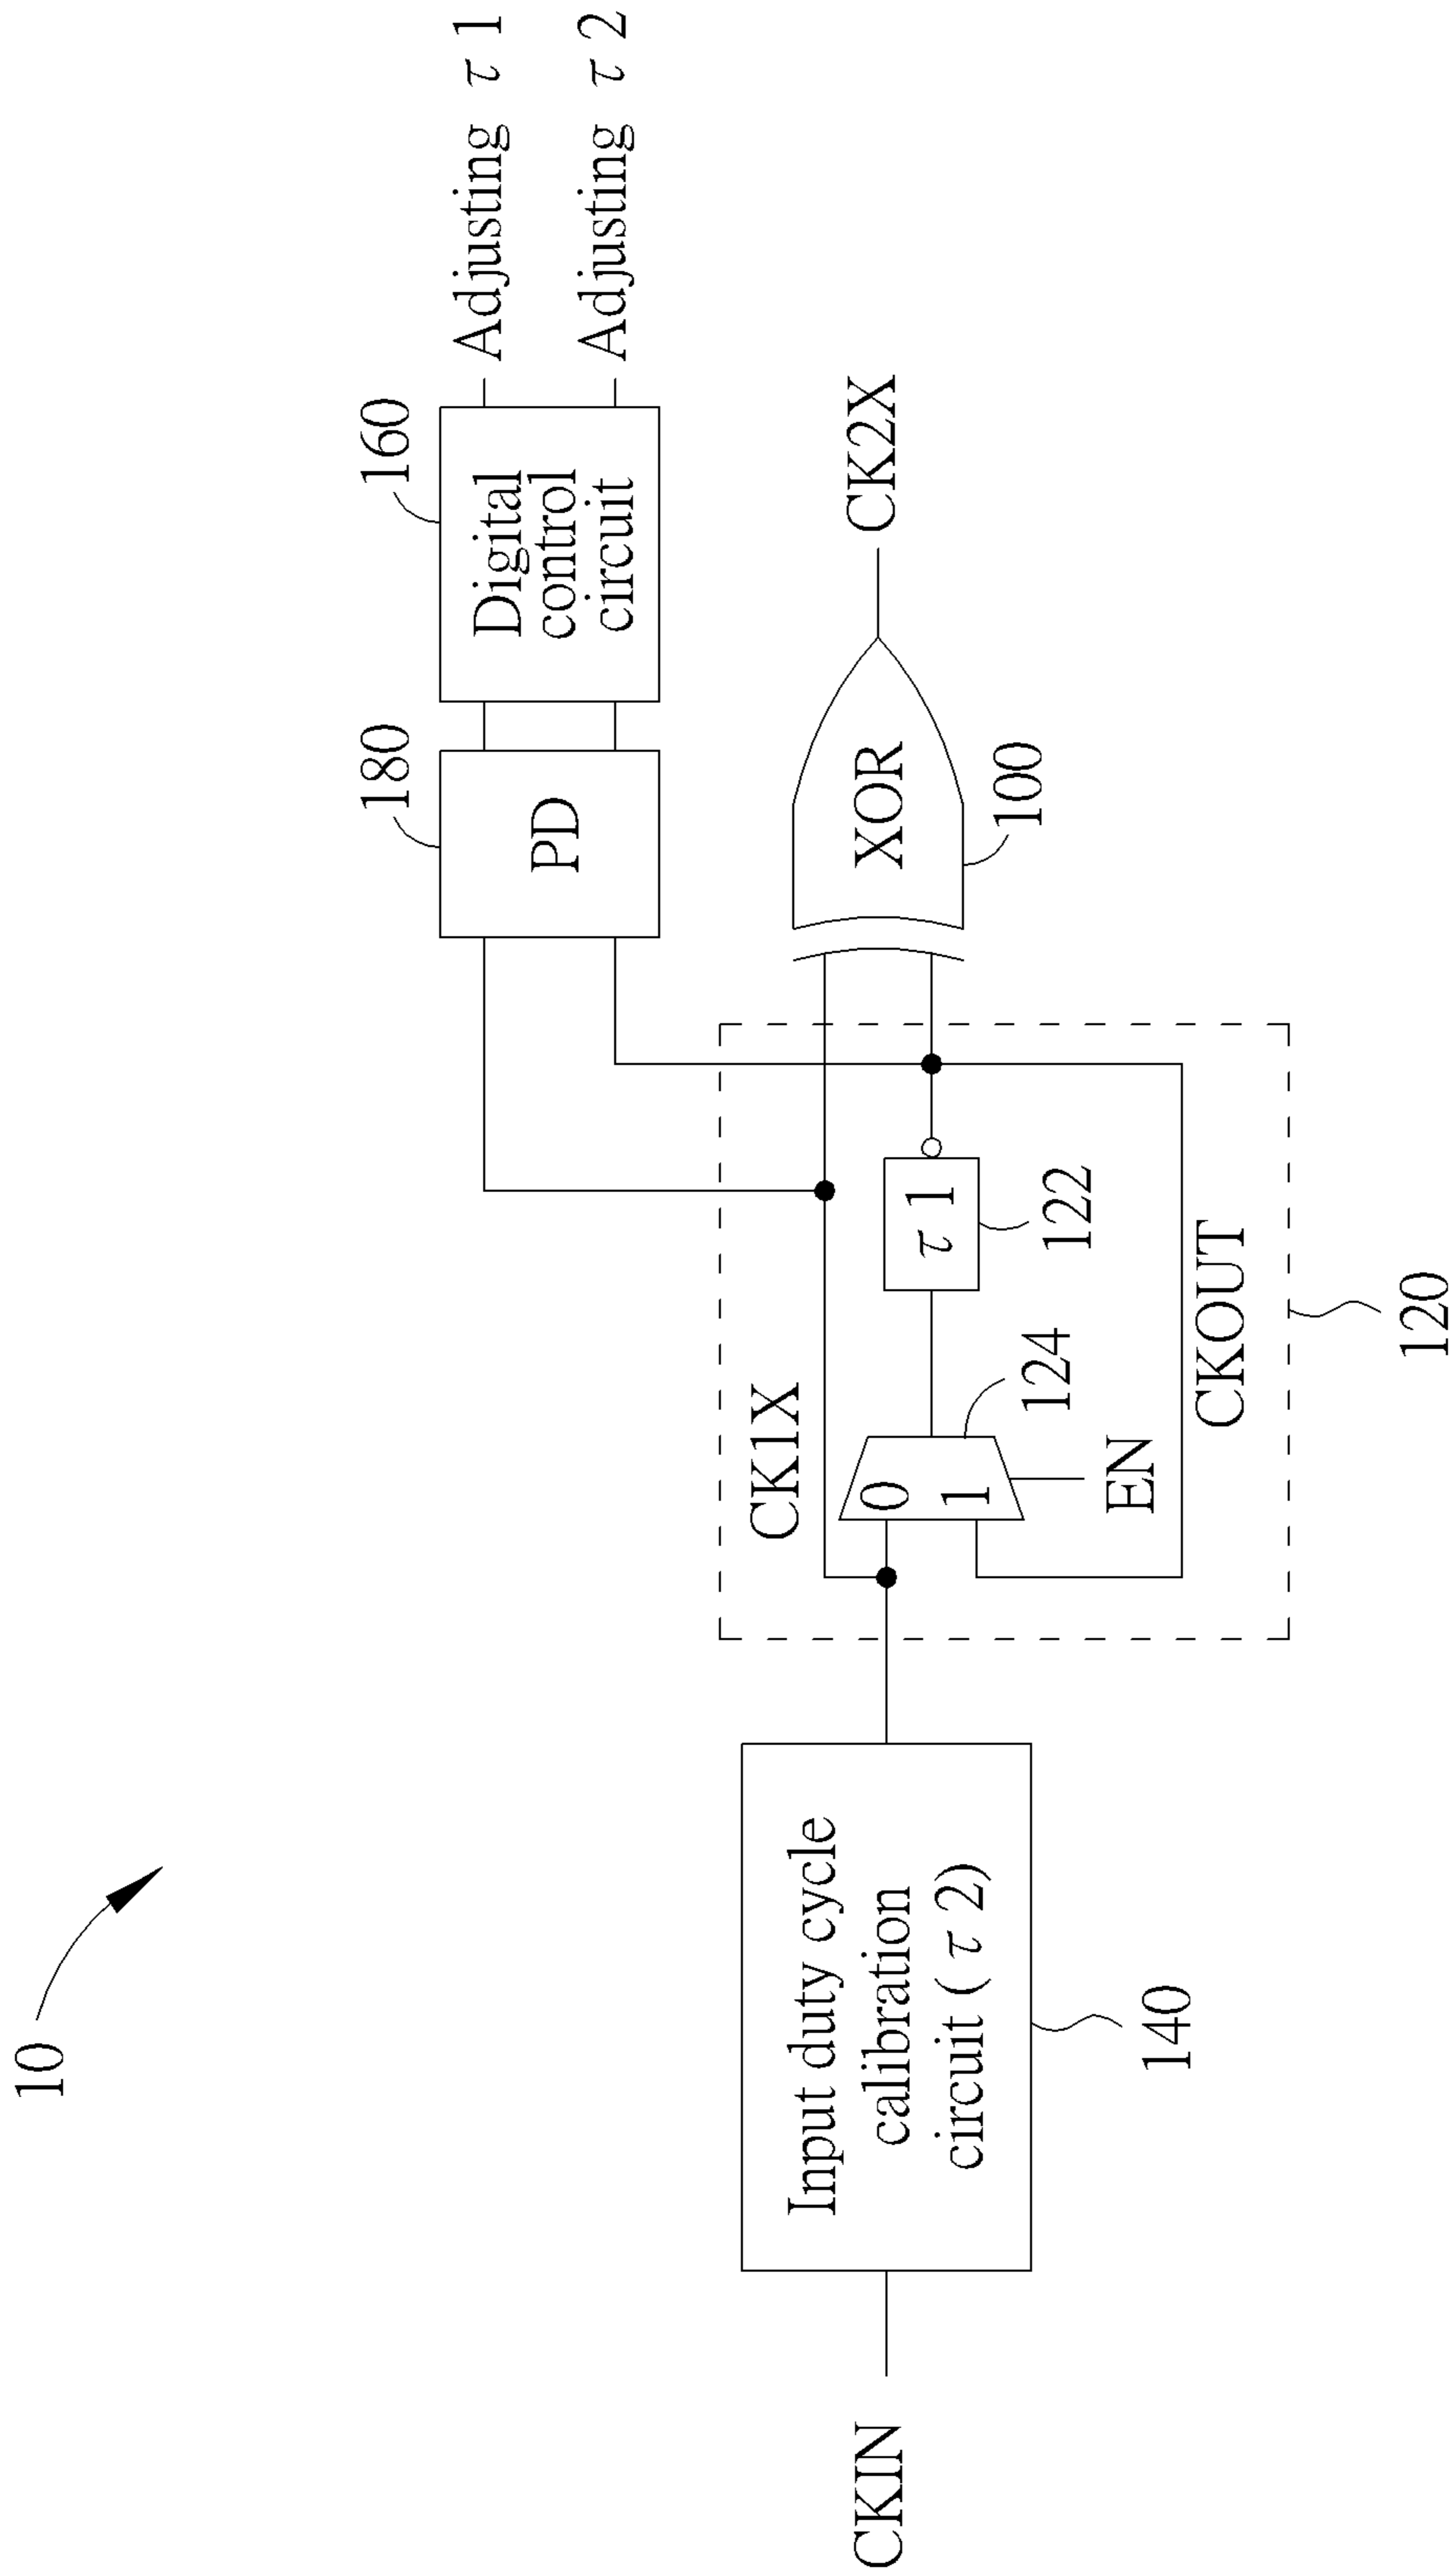 10
CKIN
Input duty cycle
calibration
circuit ( τ 2)
140
CK1X
0
1
124
EN
τ 1
122
CKOUT
120
180
PD
160
Digital
control
circuit
Adjusting τ 1
Adjusting τ 2
XOR
100
CK2X